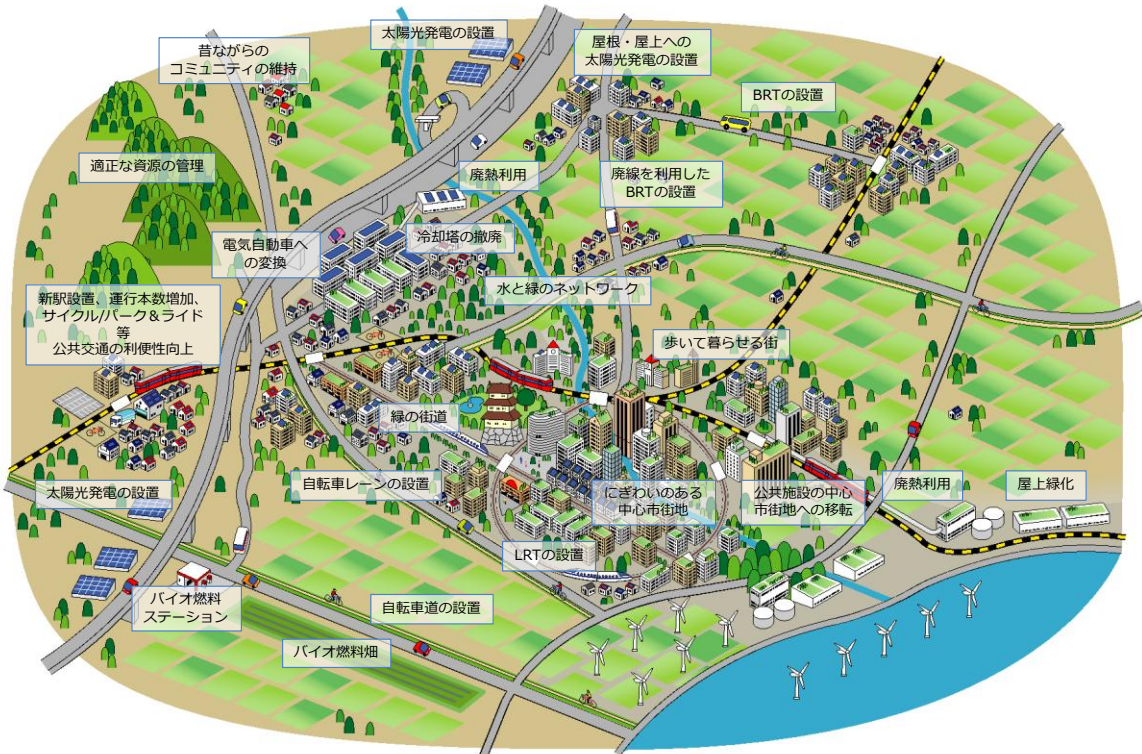 太陽光発電の設置
昔ながらの
コミュニティの維持
屋根・屋上への
太陽光発電の設置
BRTの設置
適正な資源の管理
廃熱利用
廃線を利用した
BRTの設置
電気自動車へ
の変換
冷却塔の撤廃
水と緑のネットワーク
新駅設置、運行本数増加、
サイクル/パーク＆ライド
等
公共交通の利便性向上
歩いて暮らせる街
緑の街道
太陽光発電の設置
自転車レーンの設置
にぎわいのある
中心市街地
公共施設の中心
市街地への移転
廃熱利用
屋上緑化
LRTの設置
バイオ燃料
ステーション
自転車道の設置
バイオ燃料畑